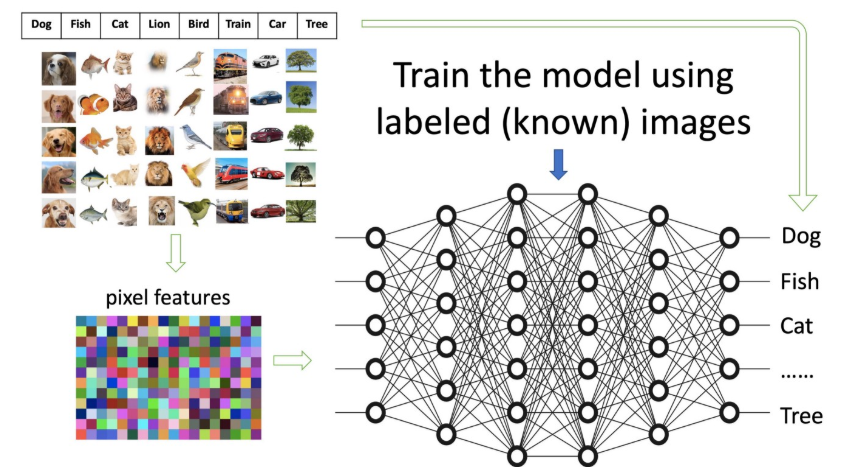 Dog Fish Cat Lion Bird Train Car Tree
Train the model using
labeled (known) images
pixel features
Dog
Fish
Cat
......
Tree